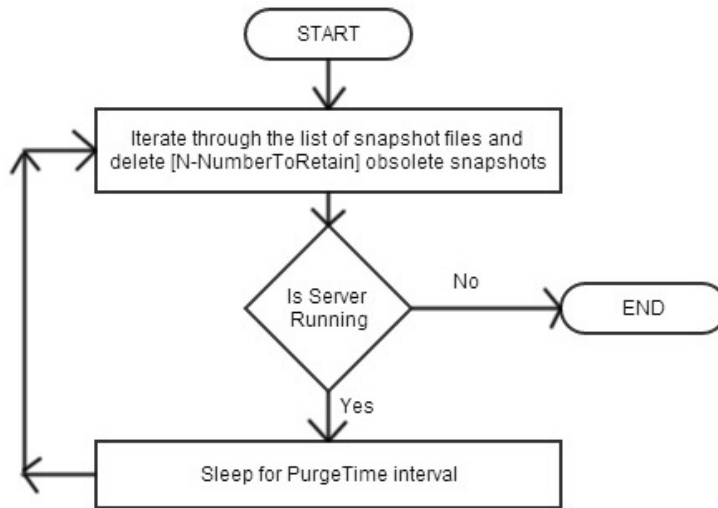 START
Iterate through the list of snapshot files and
delete [N-NumberToRetain] obsolete snapshots
Is Server
Running
No
END
Yes
Sleep for PurgeTime interval